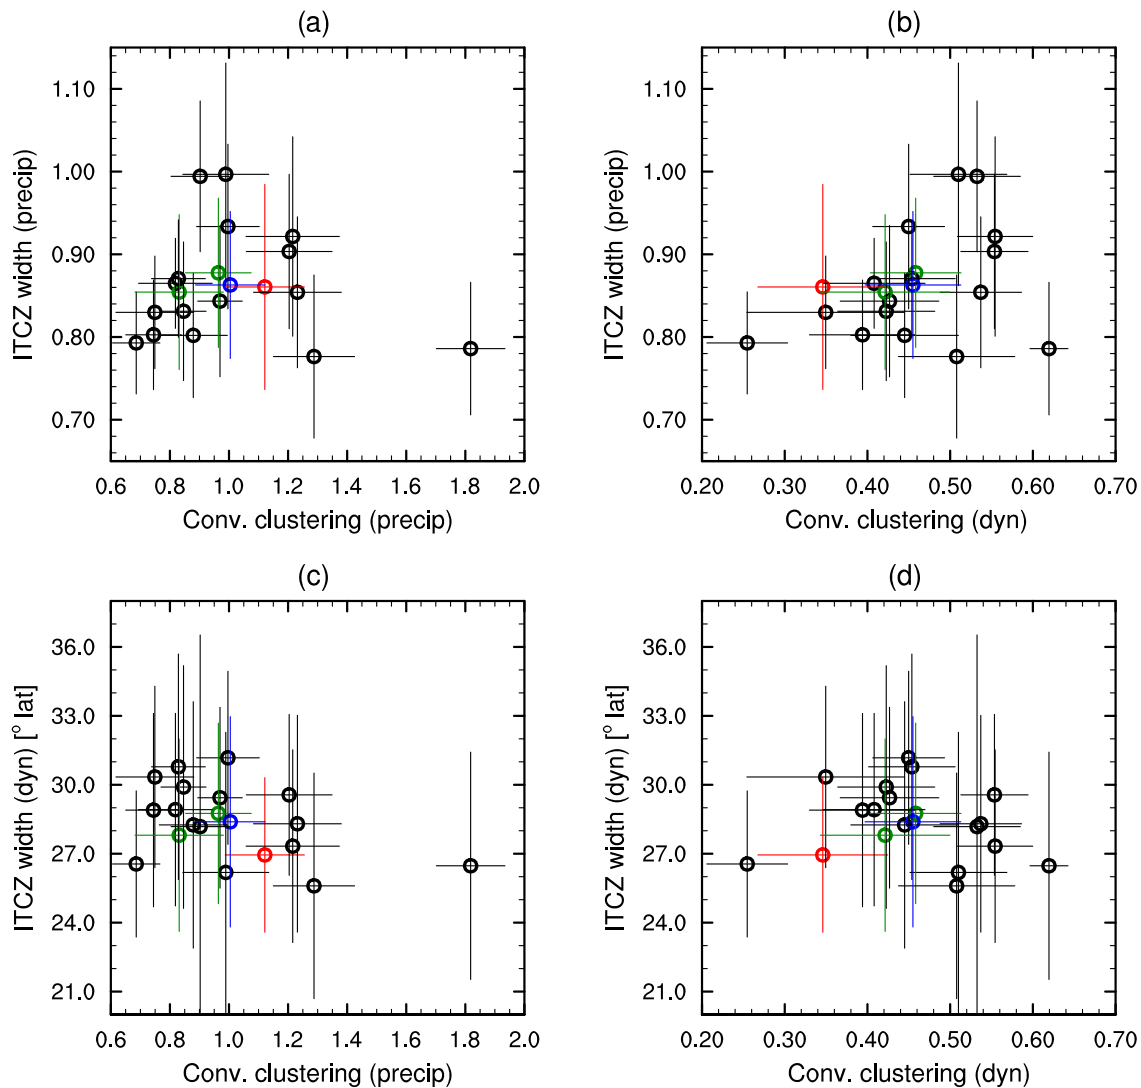 (a)
(b)
ITCZ width (precip)
1.10
1.00
0.90
0.80
0.70
0.6 0.8 1.0 1.2 1.4 1.6 1.8 2.0
Conv. clustering (precip)
ITCZ width (precip)
1.10
1.00
0.90
0.80
0.70
0.20 0.30 0.40 0.50 0.60 0.70
Conv. clustering (dyn)
(c)
(d)
ITCZ width (dyn) [° lat]
36.0
33.0
30.0
27.0
24.0
21.0
0.6 0.8 1.0 1.2 1.4 1.6 1.8 2.0
Conv. clustering (precip)
ITCZ width (dyn) [° lat]
36.0
33.0
30.0
27.0
24.0
21.0
0.20 0.30 0.40 0.50 0.60 0.70
Conv. clustering (dyn)